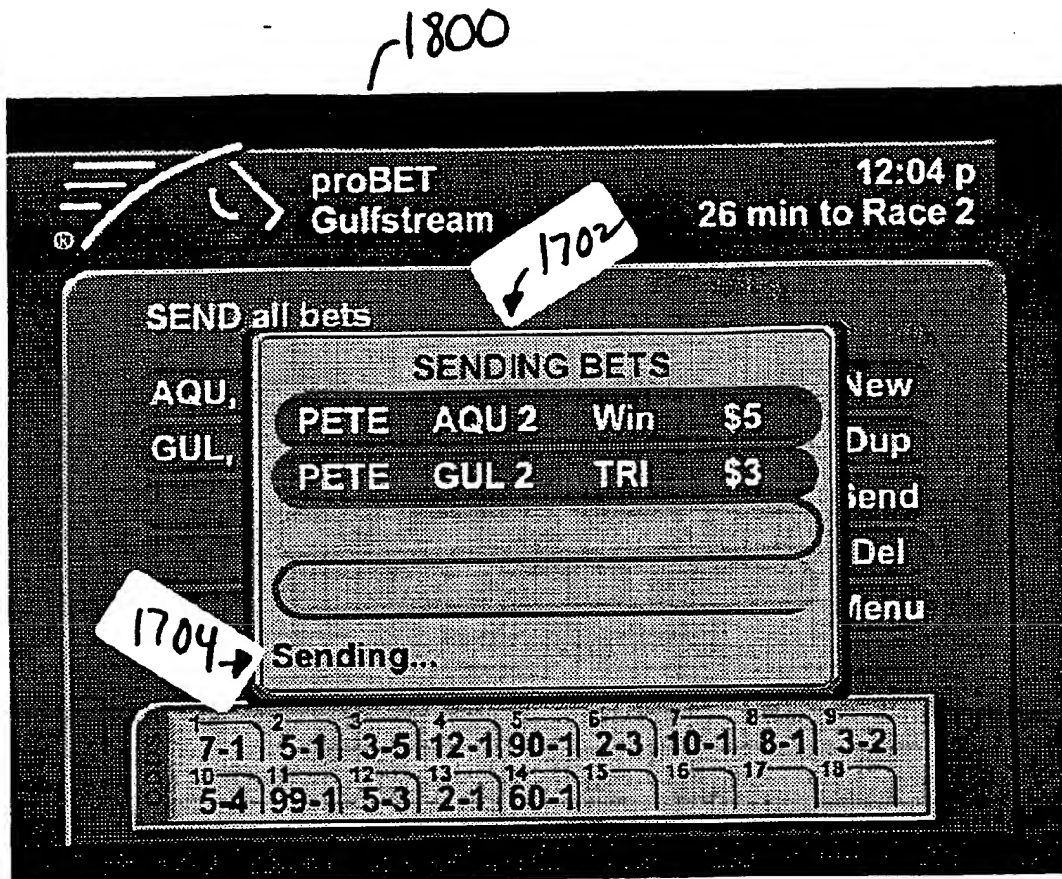 1800
®
proBET
Gulfstream
12:04 p
26 min to Race 2
1702
SEND all bets
AQU,
GUL,
SENDING BETS
PETE AQU 2 Win $5
PETE GUL 2 TRI $3
Sending...
New
Dup
Send
Del
Menu
1704
1 2 3 4 5 6 7 8 9
7-1 5-1 3-5 12-1 90-1 2-3 10-1 8-1 3-2
10 11 12 13 14 15 16 17 18
5-4 99-1 5-3 2-1 60-1